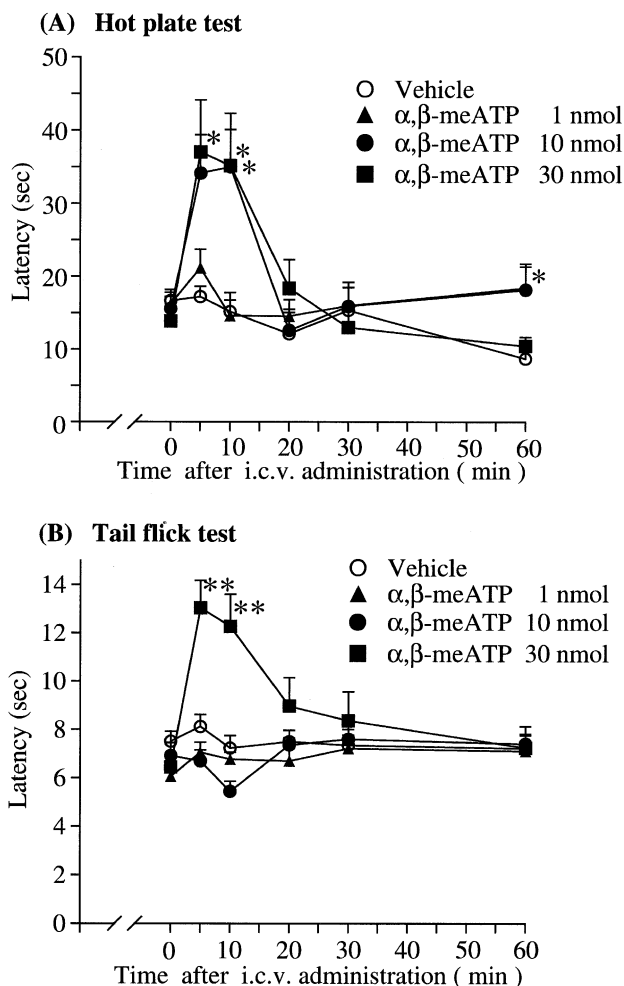 (A) Hot plate test
50
40
30
20
10
0
Latency (sec)
Vehicle
α,β-meATP 1 nmol
α,β-meATP 10 nmol
α,β-meATP 30 nmol
*
*
*
*
0 10 20 30 40 50 60
Time after i.c.v. administration ( min )
(B) Tail flick test
14
12
10
8
6
4
2
0
Latency (sec)
Vehicle
α,β-meATP 1 nmol
α,β-meATP 10 nmol
α,β-meATP 30 nmol
**
**
0 10 20 30 40 50 60
Time after i.c.v. administration ( min )